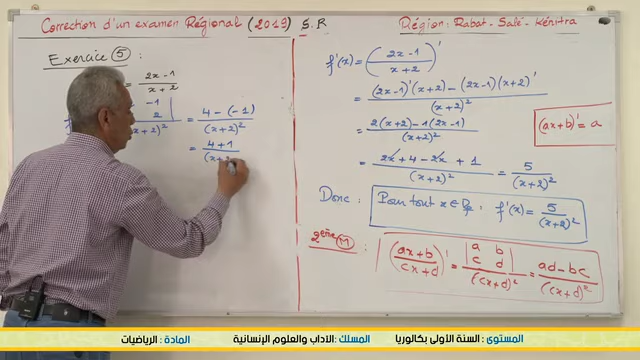 Correction d'un examen Régional (2019) S.R
Région: Rabat-Salé-Kénitra
Exercice (5) :
= 2x-1 / x+2
-1
2
x+2)² = 4-(-1) / (x+2)²
= 4+1 / (x+
f'(x) = (2x-1 / x+2)'
= (2x-1)'(x+2) - (2x-1)(x+2)' / (x+2)²
= 2(x+2) - 1(2x-1) / (x+2)²
(ax+b)' = a
= 2x+4-2x+1 / (x+2)² = 5 / (x+2)²
Donc : Pour tout x ∈ Df : f'(x) = 5 / (x+2)²
2ème M : (ax+b / cx+d)' = |a b c d| / (cx+d)² = ad-bc / (cx+d)²
المستوى : السنة الأولى بكالوريا المسلك :الآداب والعلوم الإنسانية المادة: الرياضيات